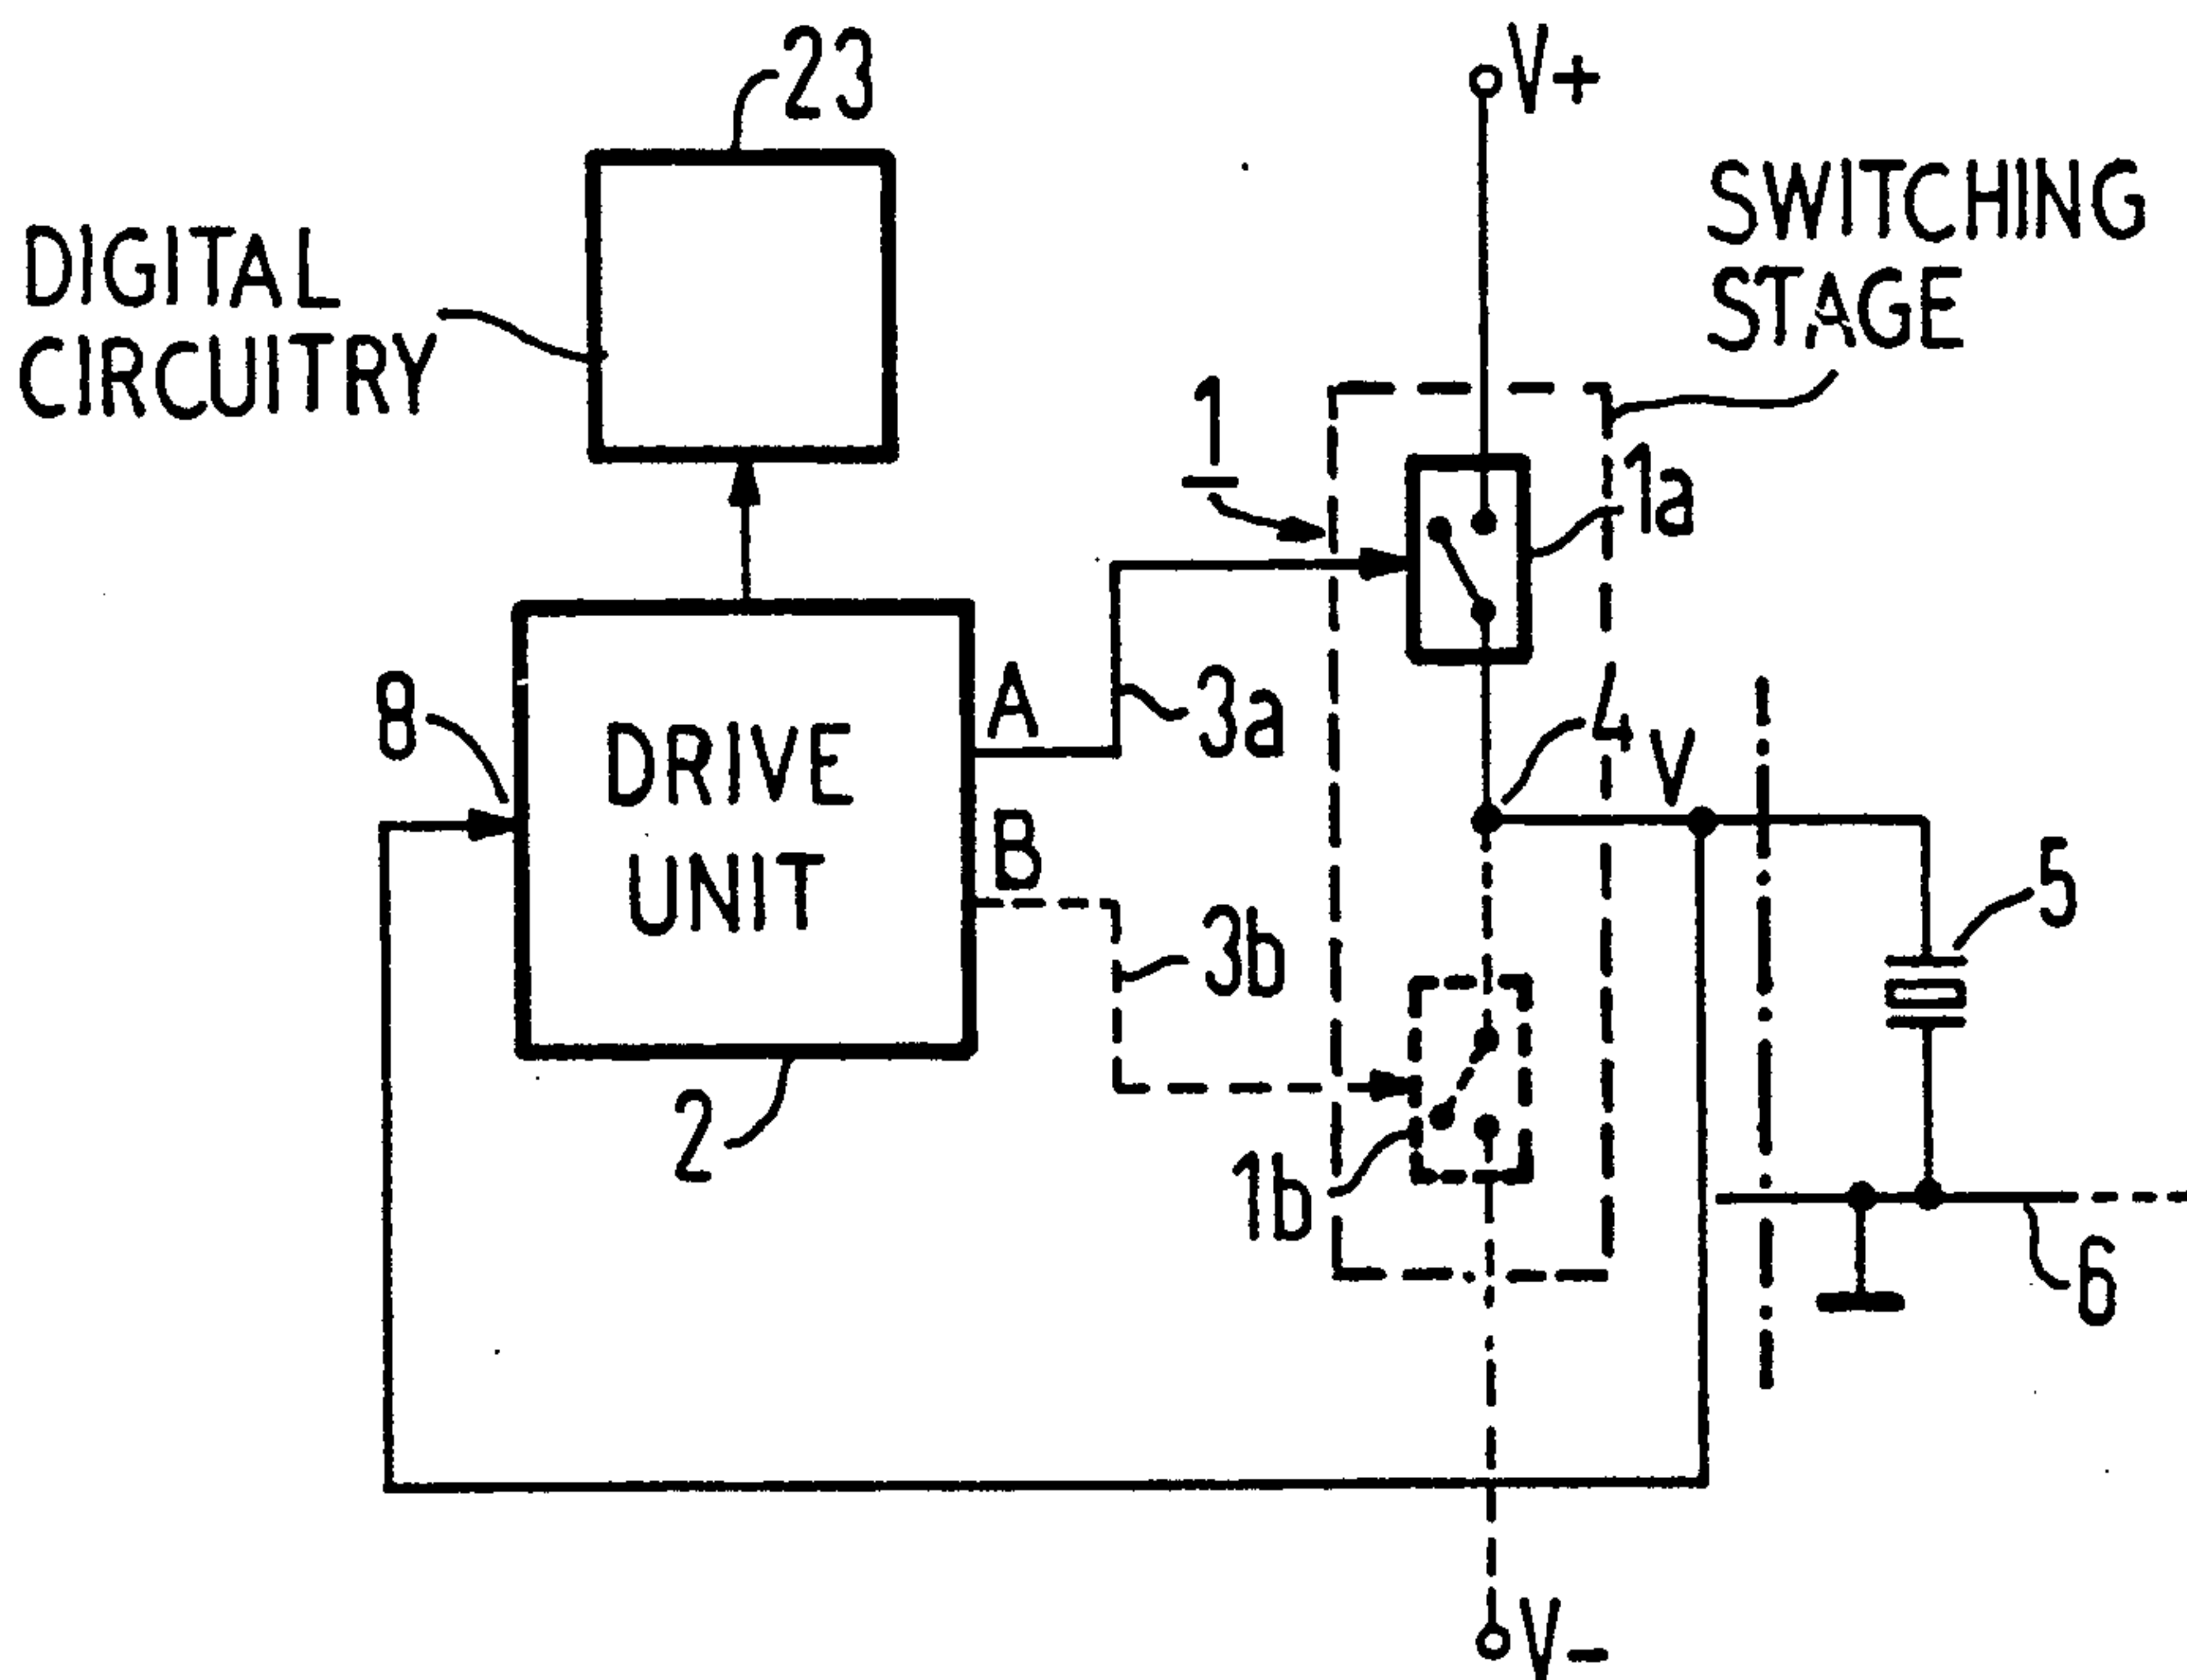 23
V+
DIGITAL
CIRCUITRY
SWITCHING
STAGE
1
1a
8
A
3a
4
V
DRIVE
UNIT
B
3b
5
2
1b
6
V-